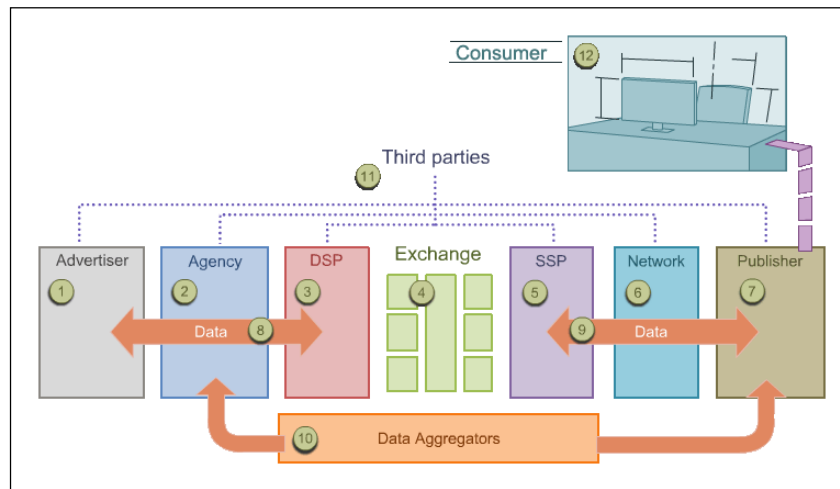 Consumer
12
Third parties
11
Advertiser
Agency
DSP
Exchange
SSP
Network
Publisher
1
2
3
4
5
6
7
Data
8
9
Data
10
Data Aggregators